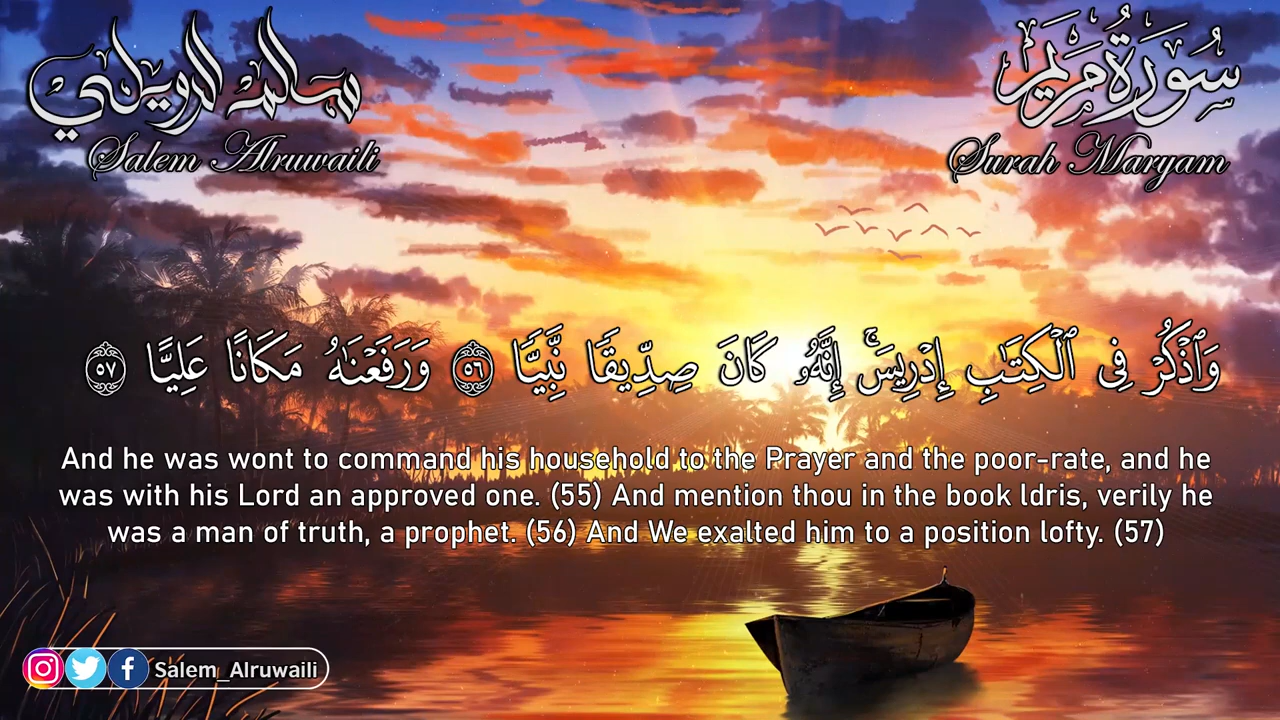 سالم الرويلي
Salem Alruwaili
سورة مريم
Surah Maryam
وَٱذْكُرْ فِى ٱلْكِتَـٰبِ إِدْرِيسَ ۚ إِنَّهُۥ كَانَ صِدِّيقًا نَّبِيًّا ٥٦ وَرَفَعْنَـٰهُ مَكَانًا عَلِيًّا ٥٧
And he was wont to command his household to the Prayer and the poor-rate, and he
was with his Lord an approved one. (55) And mention thou in the book ldris, verily he
was a man of truth, a prophet. (56) And We exalted him to a position lofty. (57)
Salem_Alruwaili